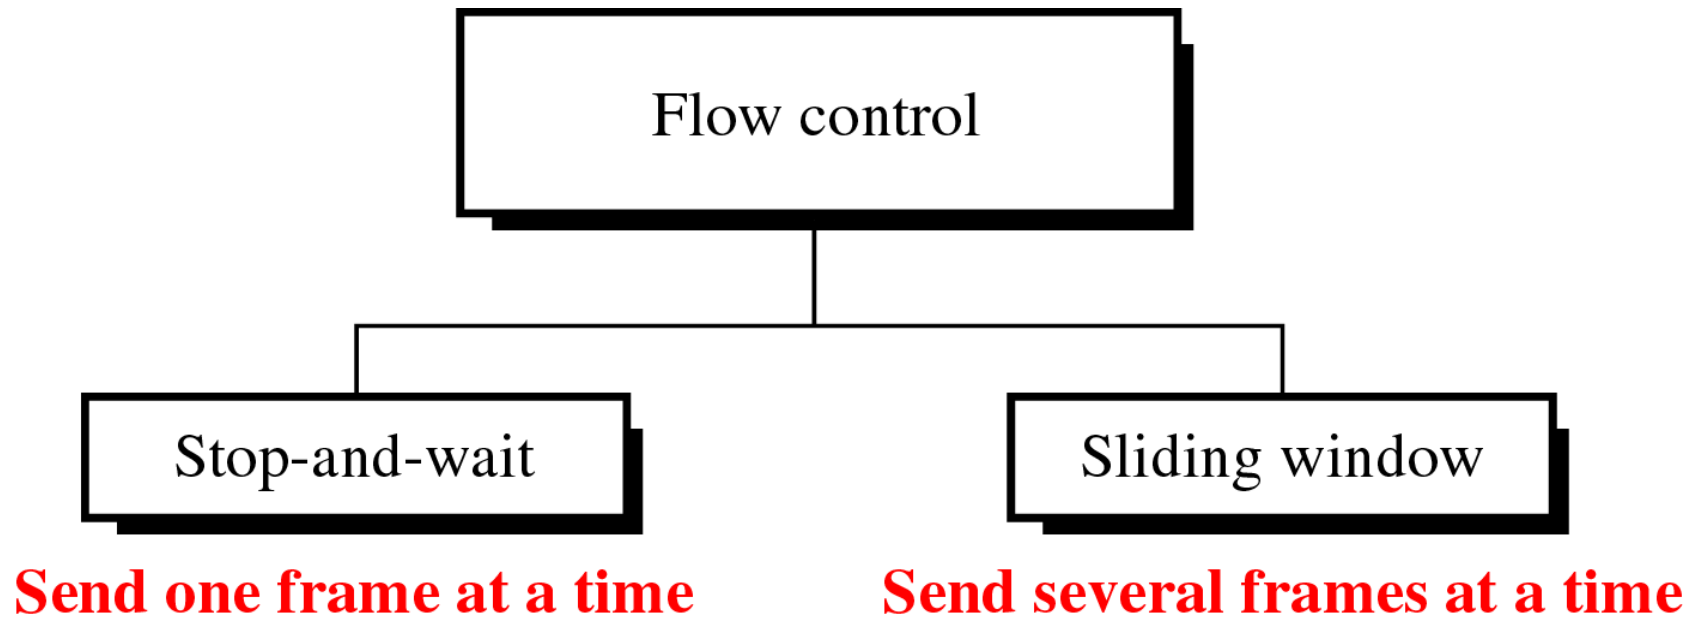 Flow control
Stop-and-wait
Sliding window
Send one frame at a time
Send several frames at a time